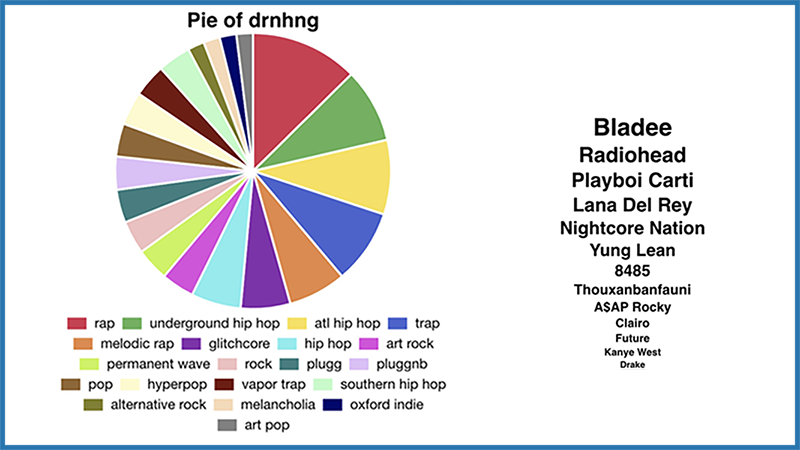 Pie of drnhng
rap underground hip hop atl hip hop trap
melodic rap glitchcore hip hop art rock
permanent wave rock plugg pluggnb
pop hyperpop vapor trap southern hip hop
alternative rock melancholia oxford indie
art pop
Bladee
Radiohead
Playboi Carti
Lana Del Rey
Nightcore Nation
Yung Lean
8485
Thouxanbanfauni
A$AP Rocky
Clairo
Future
Kanye West
Drake